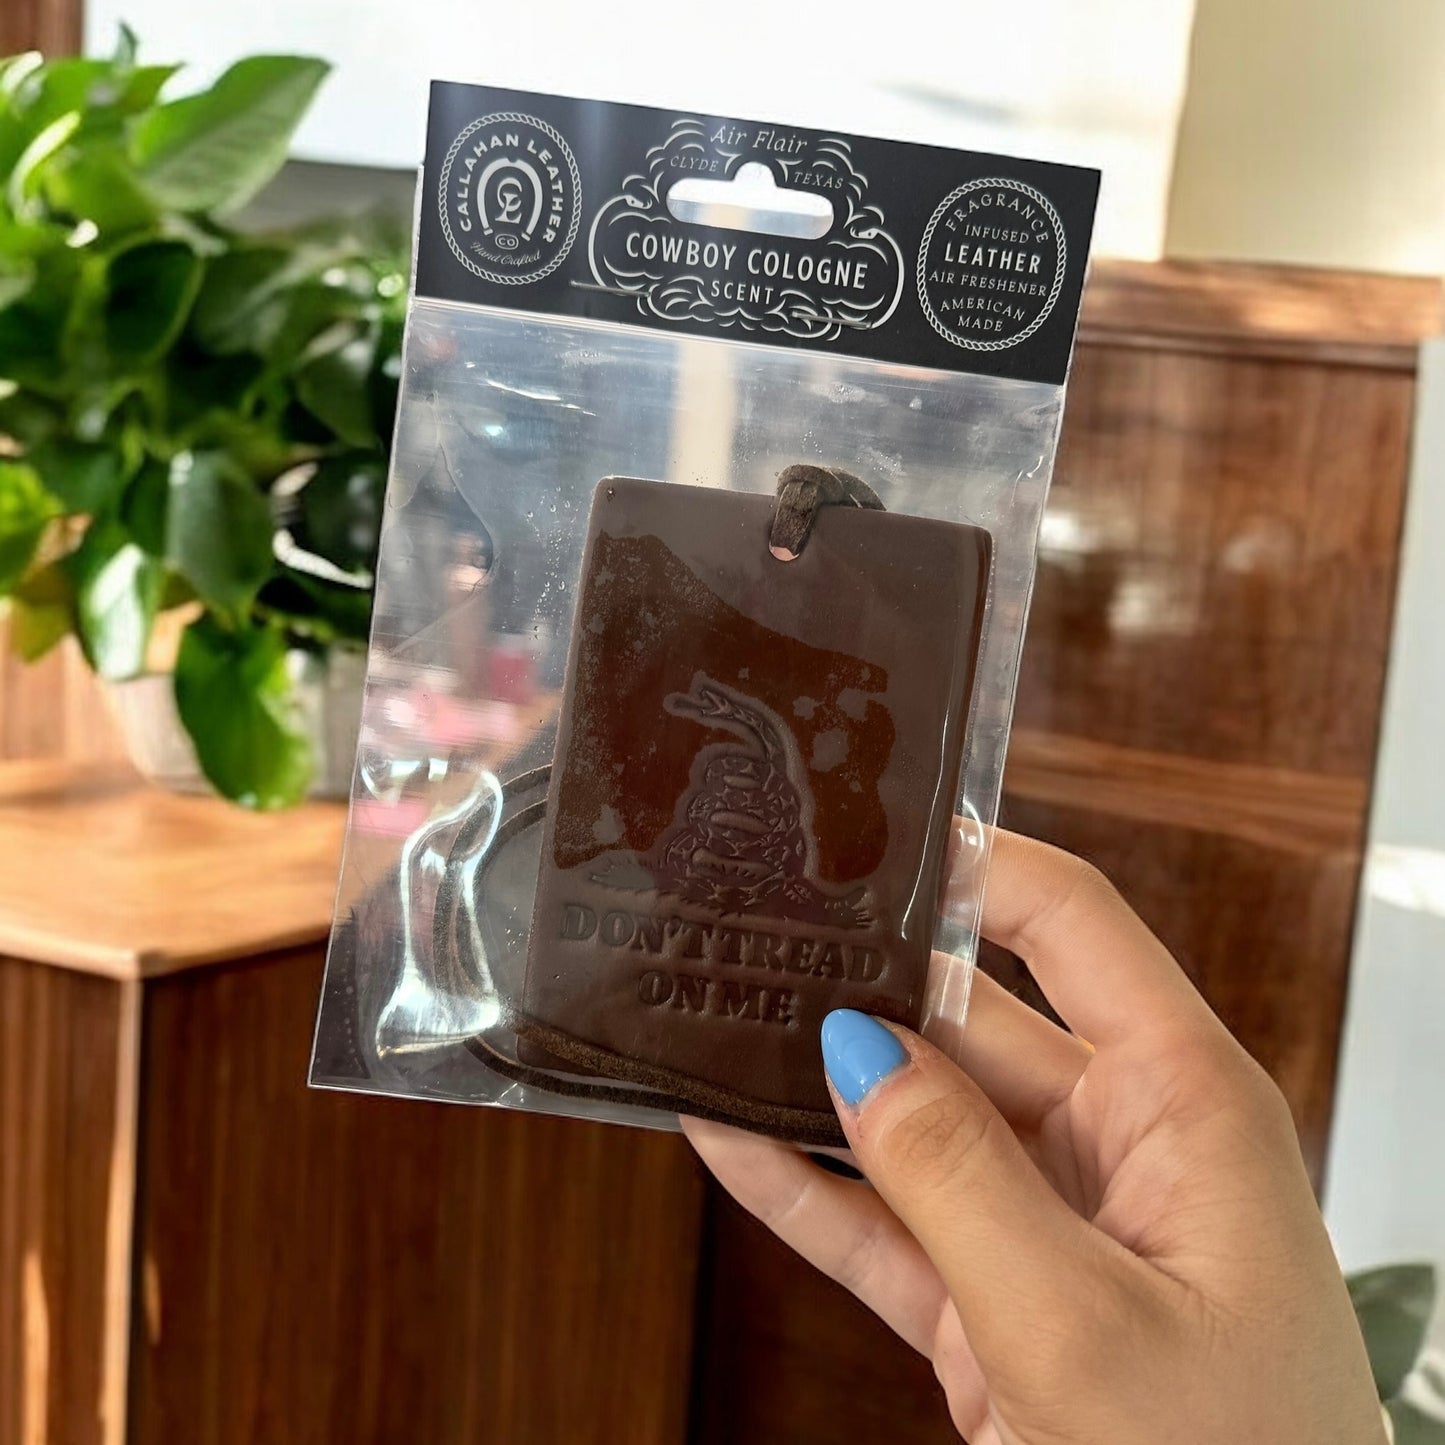 CALLAHAN LEATHER
CL
CO
Hand Crafted
Air Flair
CLYDE TEXAS
COWBOY COLOGNE
SCENT
FRAGRANCE
INFUSED
LEATHER
AIR FRESHENER
AMERICAN
MADE
DON'T TREAD
ON ME